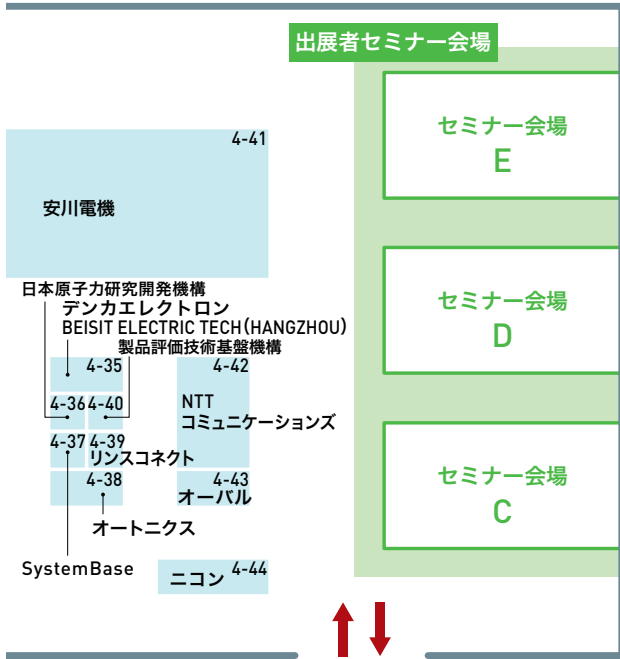 出展者セミナー会場
セミナー会場
E
4-41
安川電機
日本原子力研究開発機構
デンカエレクトロン
BEISIT ELECTRIC TECH(HANGZHOU)
製品評価技術基盤機構
セミナー会場
D
4-35
4-42
4-36 4-40
NTT
コミュニケーションズ
4-37 4-39
リンスコネクト
4-38
4-43
オーバル
オートニクス
セミナー会場
C
SystemBase
ニコン 4-44